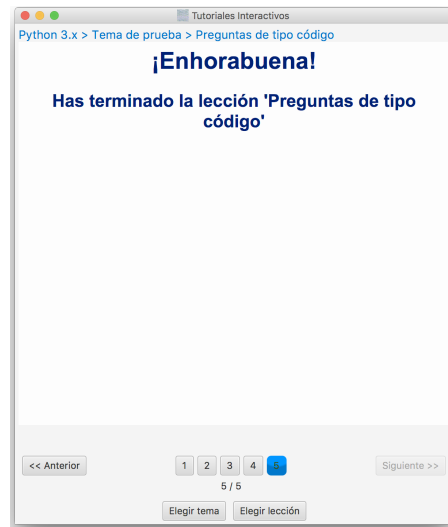 Tutoriales Interactivos
Python 3.x > Tema de prueba > Preguntas de tipo código
¡Enhorabuena!
Has terminado la lección 'Preguntas de tipo
código'
<< Anterior 1 2 3 4 5 Siguiente >>
5 / 5
Elegir tema Elegir lección